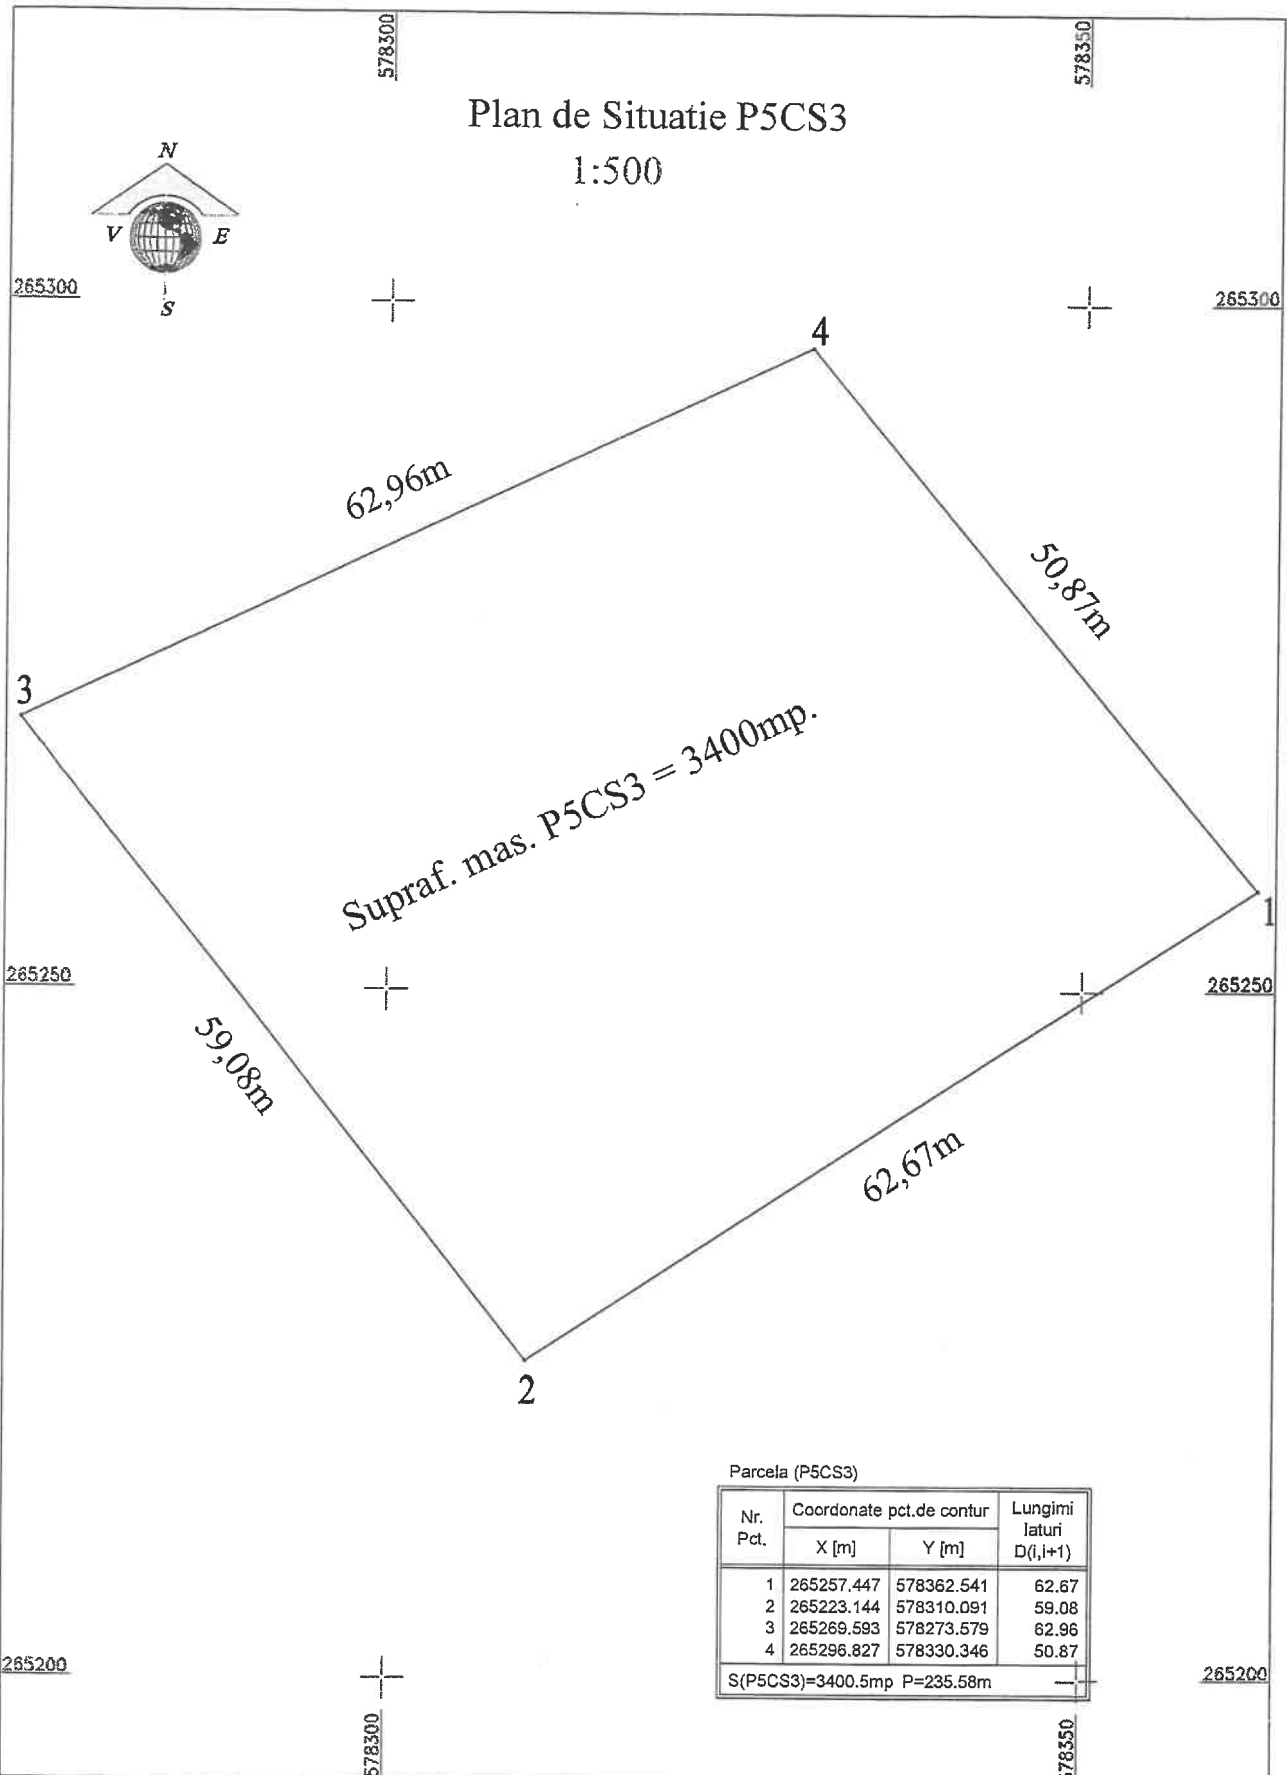 578300
578350
Plan de Situatie P5CS3
1:500
N
V E
S
265300
265300
4
62,96m
50,87m
3
Supraf. mas. P5CS3 = 3400mp.
1
265250
265250
59,08m
62,67m
2
Parcela (P5CS3)
Nr. Pct.
Coordonate pct.de contur
Lungimi laturi D(i,i+1)
X [m]
Y [m]
1 265257.447 578362.541 62.67
2 265223.144 578310.091 59.08
3 265269.593 578273.579 62.96
4 265296.827 578330.346 50.87
S(P5CS3)=3400.5mp P=235.58m
265200
265200
578300
578350